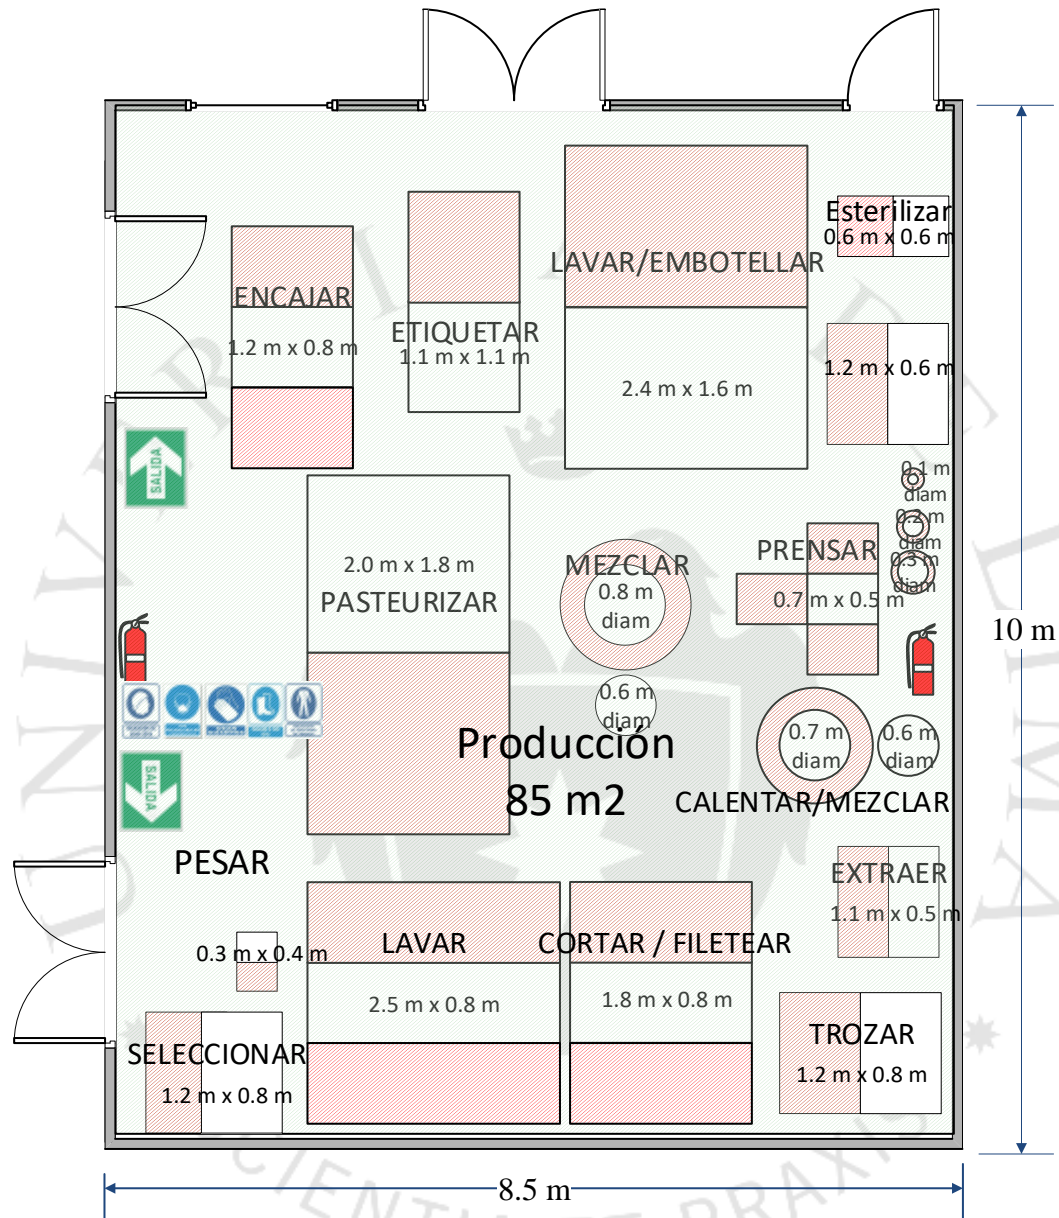 Esterilizar
0.6 m x 0.6 m
LAVAR/EMBOTELLAR
ENCAJAR
ETIQUETAR
1.2 m x 0.8 m
1.1 m x 1.1 m
1.2 m x 0.6 m
2.4 m x 1.6 m
SALIDA
0.1 m
diam
0.2 m
diam
0.3 m
diam
MEZCLAR
0.8 m
diam
PRENSAR
0.7 m x 0.5 m
2.0 m x 1.8 m
PASTEURIZAR
10 m
0.6 m
diam
Producción
85 m2
0.7 m
diam
0.6 m
diam
CALENTAR/MEZCLAR
SALIDA
PESAR
EXTRAER
1.1 m x 0.5 m
0.3 m x 0.4 m
LAVAR
2.5 m x 0.8 m
CORTAR / FILETEAR
1.8 m x 0.8 m
SELECCIONAR
1.2 m x 0.8 m
TROZAR
1.2 m x 0.8 m
8.5 m